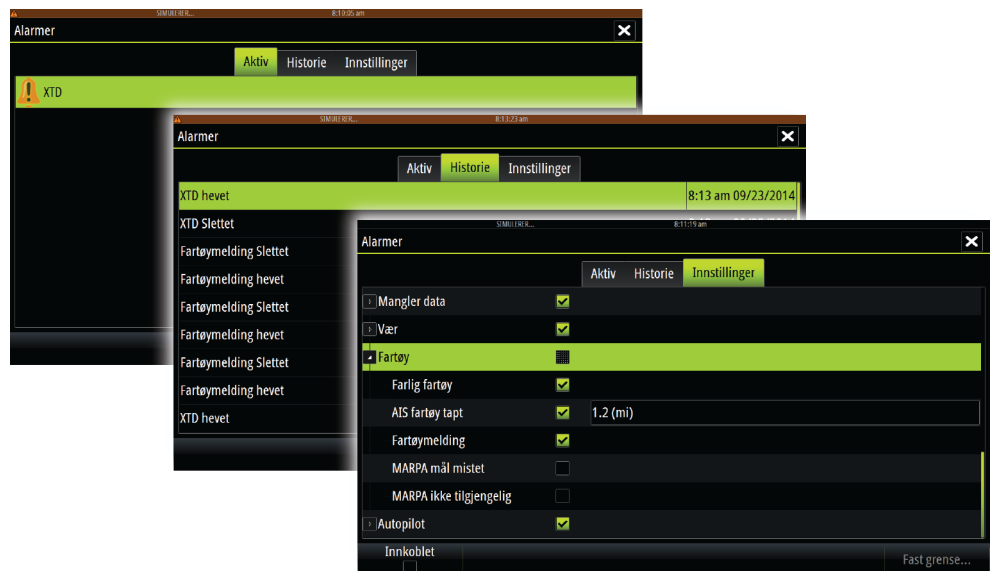 SIMULERER... 8:10:05 am
Alarmer
Aktiv Historie Innstillinger
XTD
SIMULERER... 8:13:23 am
Alarmer
Aktiv Historie Innstillinger
XTD hevet 8:13 am 09/23/2014
XTD Slettet
Fartøymelding Slettet
Fartøymelding hevet
Fartøymelding Slettet
Fartøymelding hevet
Fartøymelding Slettet
Fartøymelding hevet
XTD hevet
SIMULERER... 8:11:19 am
Alarmer
Aktiv Historie Innstillinger
Mangler data
Vær
Fartøy
Farlig fartøy
AIS fartøy tapt 1.2 (mi)
Fartøymelding
MARPA mål mistet
MARPA ikke tilgjengelig
Autopilot
Innkoblet
Fast grense...